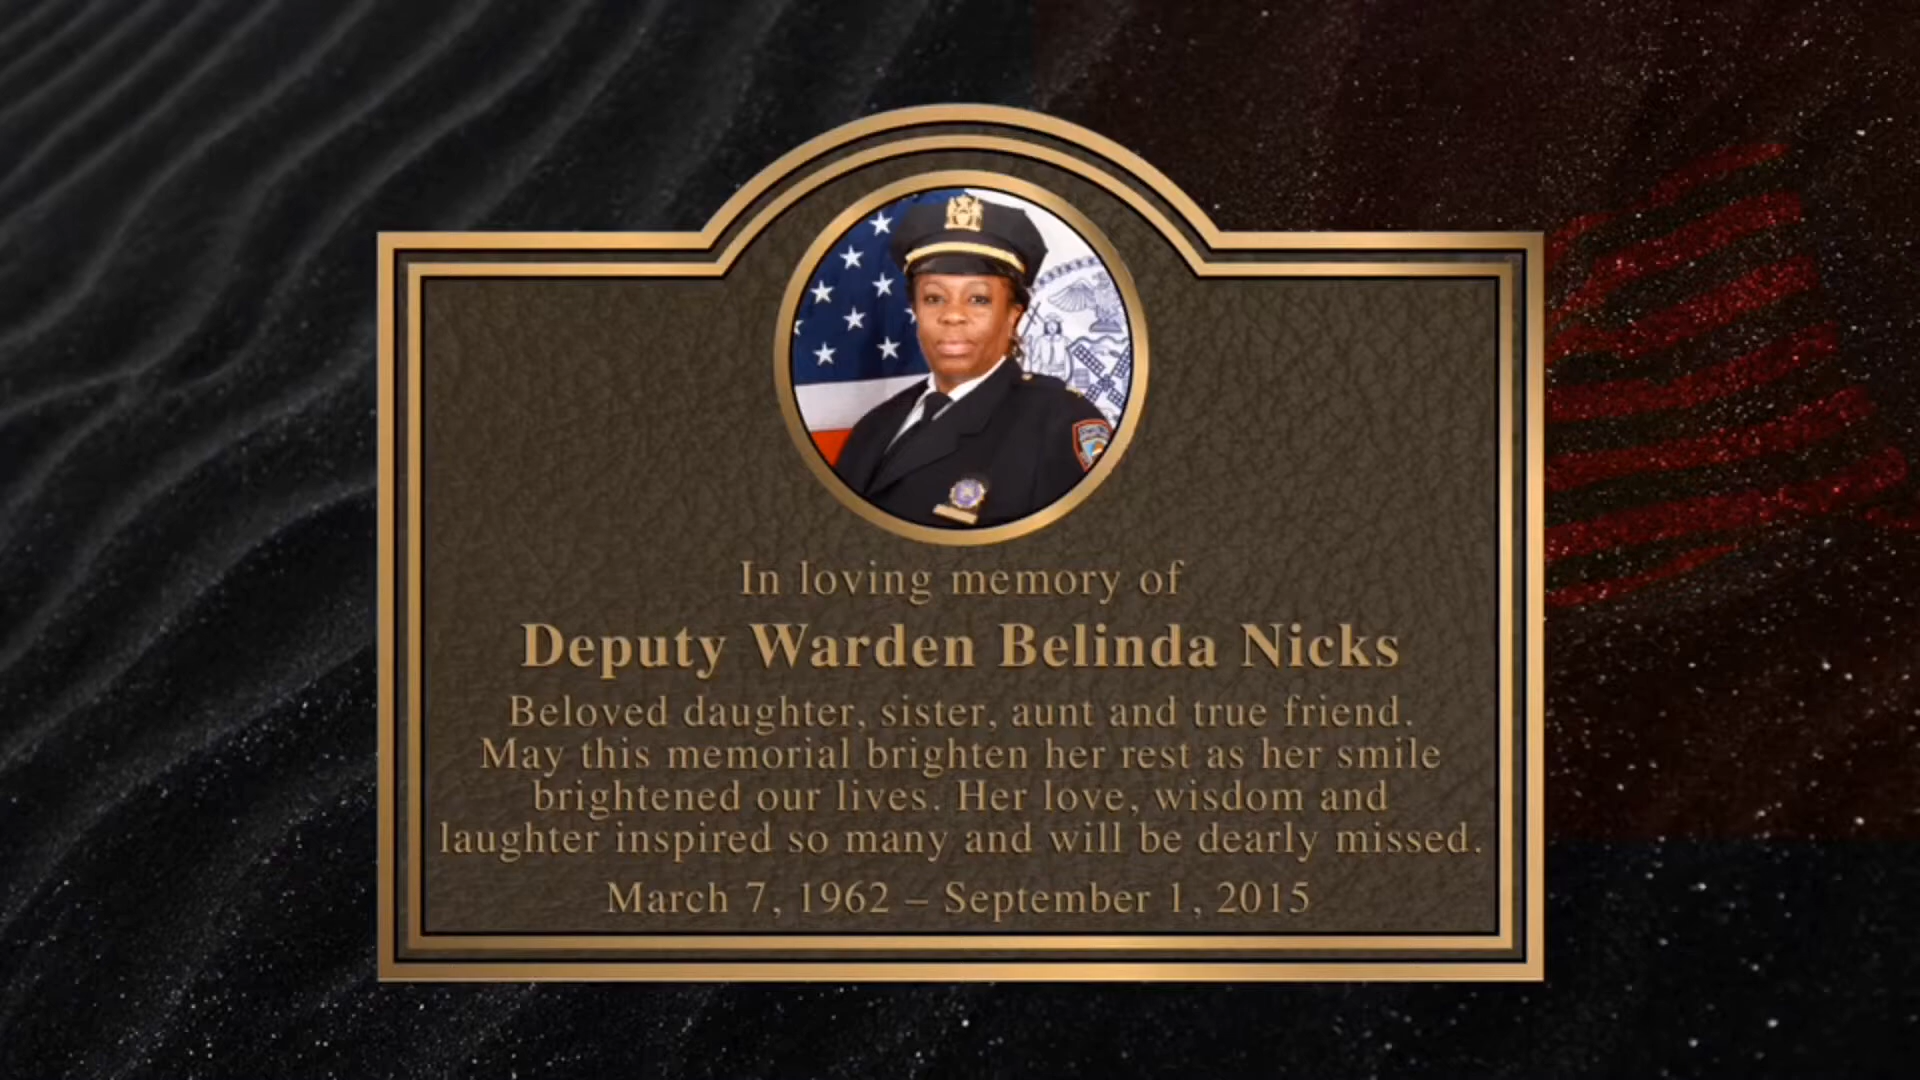 In loving memory of
Deputy Warden Belinda Nicks
Beloved daughter, sister, aunt and true friend.
May this memorial brighten her rest as her smile
brightened our lives. Her love, wisdom and
laughter inspired so many and will be dearly missed.
March 7, 1962 – September 1, 2015